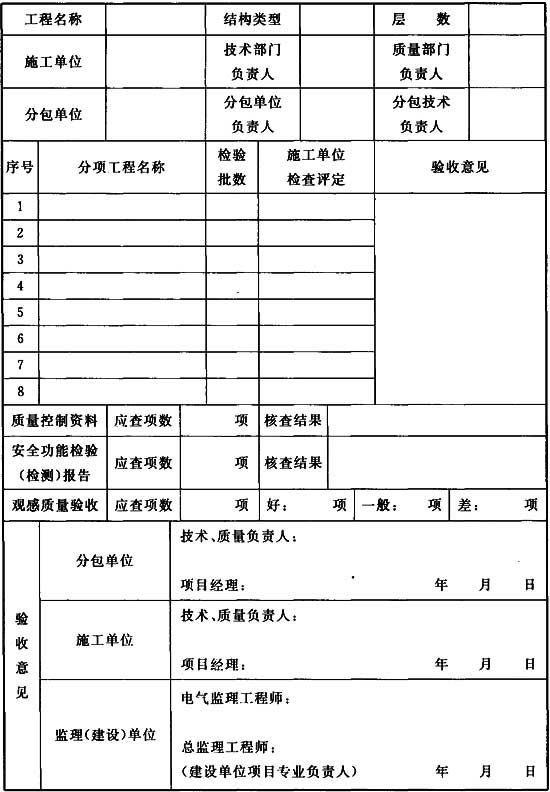 工程名称 结构类型 层 数
施工单位 技术部门负责人 质量部门负责人
分包单位 分包单位负责人 分包技术负责人
序号 分项工程名称 检验批数 施工单位检查评定 验收意见
1
2
3
4
5
6
7
8
质量控制资料 应查项数 项 核查结果
安全功能检验(检测)报告 应查项数 项 核查结果
观感质量验收 应查项数 项 好: 项 一般: 项 差: 项
验收意见
分包单位
技术、质量负责人:
项目经理: 年 月 日
施工单位
技术、质量负责人:
项目经理: 年 月 日
监理(建设)单位
电气监理工程师:
总监理工程师:
(建设单位项目专业负责人) 年 月 日